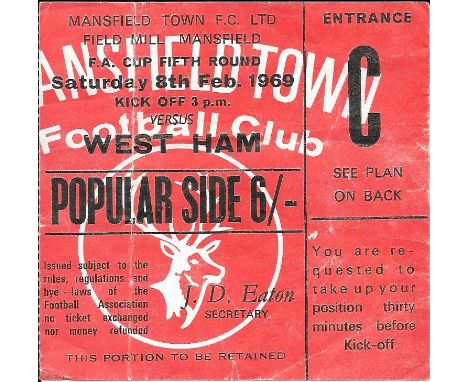 MANSFIELD TOWN F.C. LTD
FIELD MILL MANSFIELD
F.A. CUP FIFTH ROUND
Saturday 8th Feb. 1969
KICK OFF 3 p.m.
VERSUS
WEST HAM
POPULAR SIDE 6/-
Issued subject to the
rules, regulations and
bye-laws of the
Football Association
no ticket exchanged
nor money refunded
J. D. Eaton
SECRETARY
THIS PORTION TO BE RETAINED
ANSFIELD TOWN
Football Club
ENTRANCE
C
SEE PLAN
ON BACK
You are re-
quested to
take up your
position thirty
minutes before
Kick-off